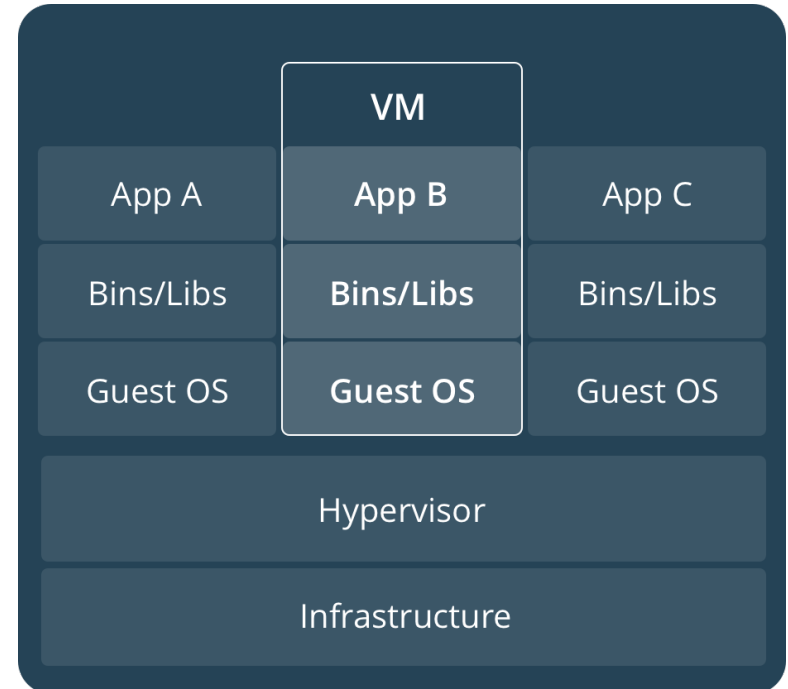 VM
App A
App B
App C
Bins/Libs
Bins/Libs
Bins/Libs
Guest OS
Guest OS
Guest OS
Hypervisor
Infrastructure